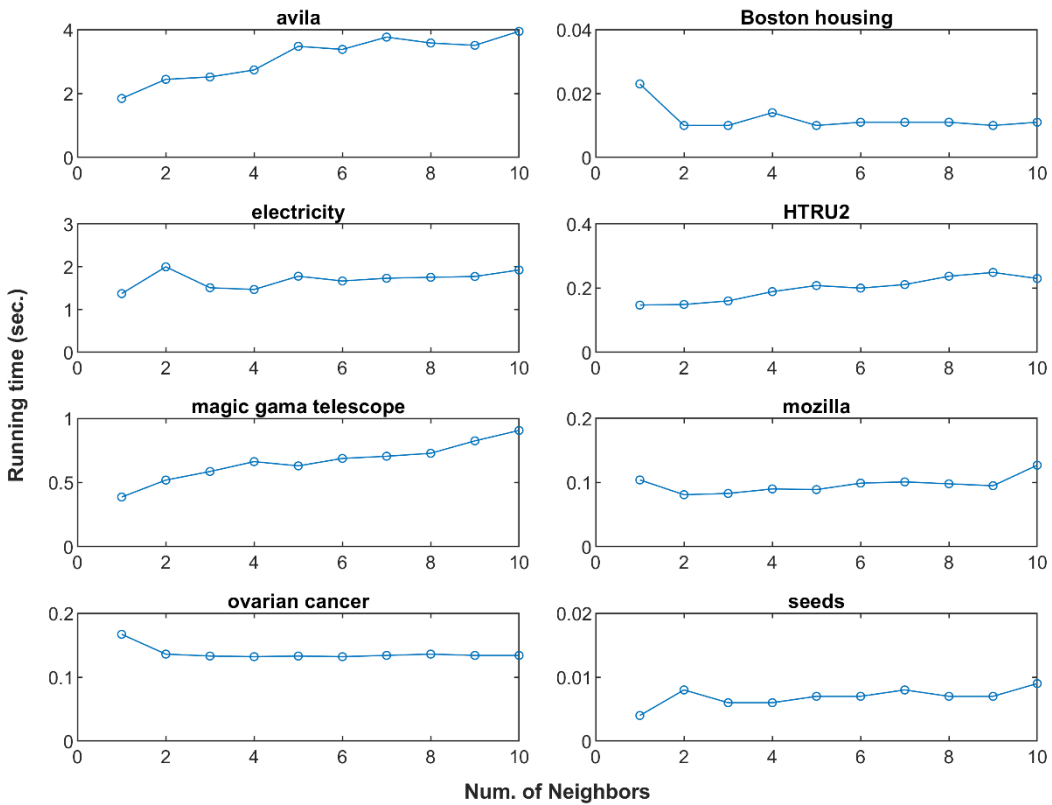 avila
4
2
0
0 2 4 6 8 10
Boston housing
0.04
0.02
0
0 2 4 6 8 10
electricity
3
2
1
0
0 2 4 6 8 10
HTRU2
0.4
0.2
0
0 2 4 6 8 10
magic gama telescope
1
0.5
0
0 2 4 6 8 10
mozilla
0.2
0.1
0
0 2 4 6 8 10
ovarian cancer
0.2
0.1
0
0 2 4 6 8 10
seeds
0.02
0.01
0
0 2 4 6 8 10
Running time (sec.)
Num. of Neighbors